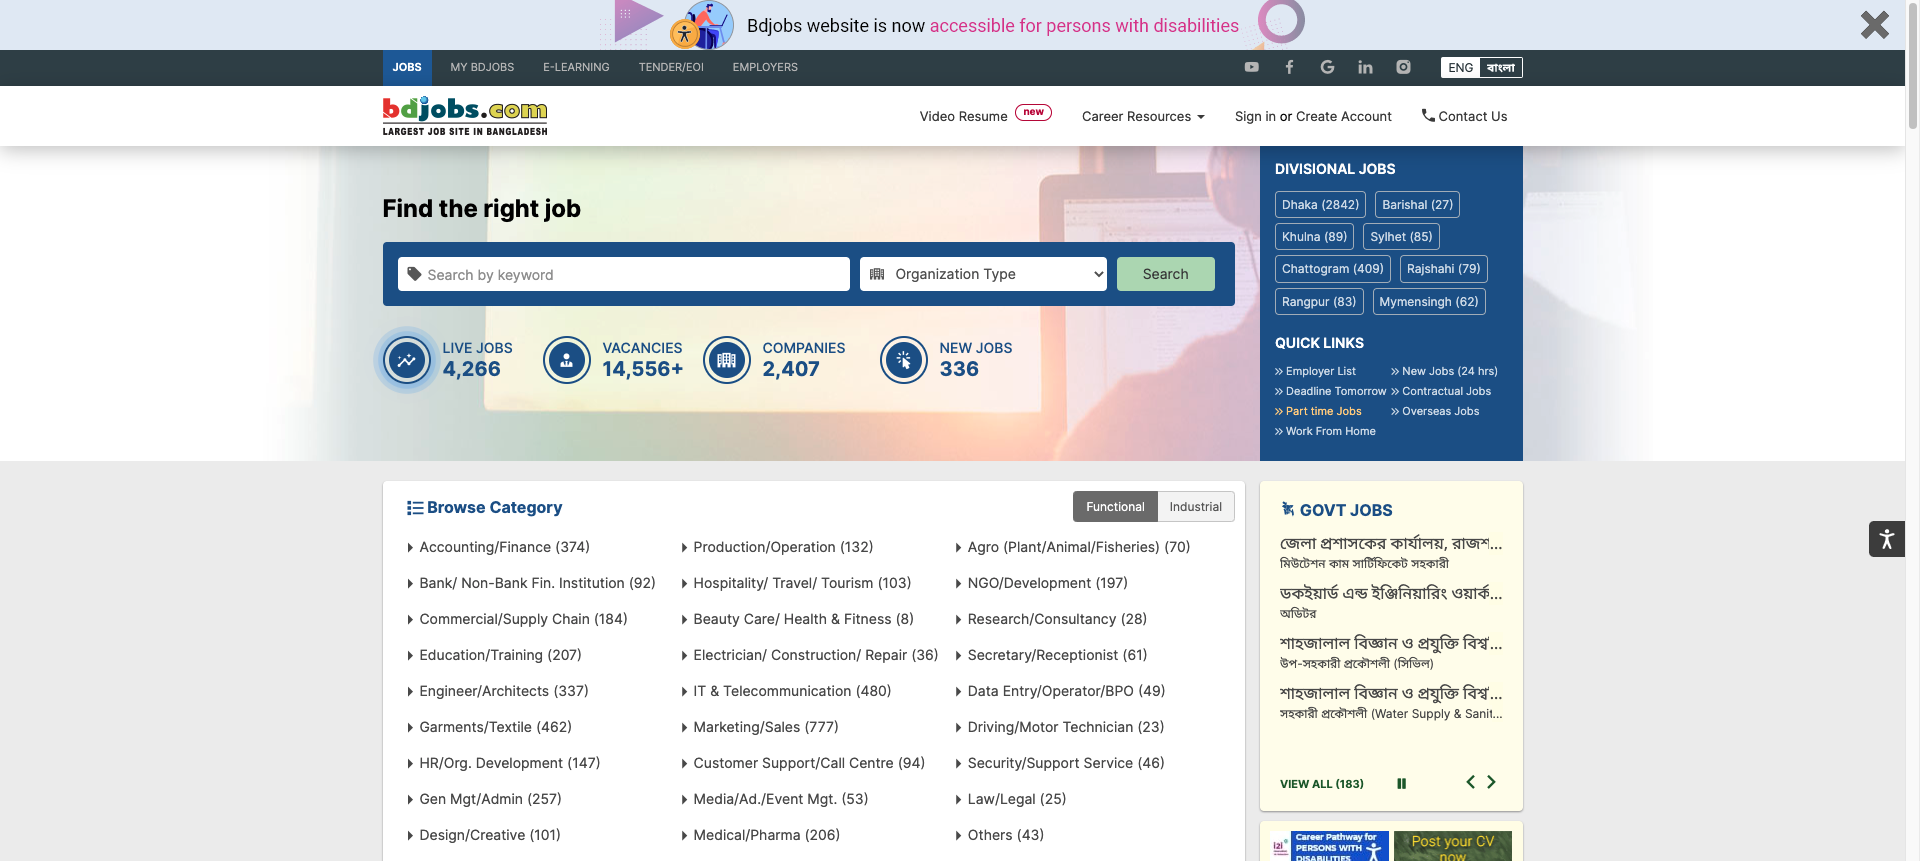 Bdjobs website is now accessible for persons with disabilities
JOBS MY BDJOBS E-LEARNING TENDER/EOI EMPLOYERS ENG বাংলা
bdjobs.com
LARGEST JOB SITE IN BANGLADESH
Video Resume new Career Resources Sign in or Create Account Contact Us
Find the right job
Search by keyword Organization Type Search
LIVE JOBS
4,266
VACANCIES
14,556+
COMPANIES
2,407
NEW JOBS
336
DIVISIONAL JOBS
Dhaka (2842) Barishal (27)
Khulna (89) Sylhet (85)
Chattogram (409) Rajshahi (79)
Rangpur (83) Mymensingh (62)
QUICK LINKS
Employer List New Jobs (24 hrs)
Deadline Tomorrow Contractual Jobs
Part time Jobs Overseas Jobs
Work From Home
Browse Category Functional Industrial
Accounting/Finance (374) Production/Operation (132) Agro (Plant/Animal/Fisheries) (70)
Bank/ Non-Bank Fin. Institution (92) Hospitality/ Travel/ Tourism (103) NGO/Development (197)
Commercial/Supply Chain (184) Beauty Care/ Health & Fitness (8) Research/Consultancy (28)
Education/Training (207) Electrician/ Construction/ Repair (36) Secretary/Receptionist (61)
Engineer/Architects (337) IT & Telecommunication (480) Data Entry/Operator/BPO (49)
Garments/Textile (462) Marketing/Sales (777) Driving/Motor Technician (23)
HR/Org. Development (147) Customer Support/Call Centre (94) Security/Support Service (46)
Gen Mgt/Admin (257) Media/Ad./Event Mgt. (53) Law/Legal (25)
Design/Creative (101) Medical/Pharma (206) Others (43)
GOVT JOBS
জেলা প্রশাসকের কার্যালয়, রাজশ...
মিউটেশন কাম সার্টিফিকেট সহকারী
ডকইয়ার্ড এন্ড ইঞ্জিনিয়ারিং ওয়ার্ক...
অডিটর
শাহজালাল বিজ্ঞান ও প্রযুক্তি বিশ্ব...
উপ-সহকারী প্রকৌশলী (সিভিল)
শাহজালাল বিজ্ঞান ও প্রযুক্তি বিশ্ব...
সহকারী প্রকৌশলী (Water Supply & Sanit...
VIEW ALL (183)
Career Pathway for
PERSONS WITH
DISABILITIES
Post your CV
now